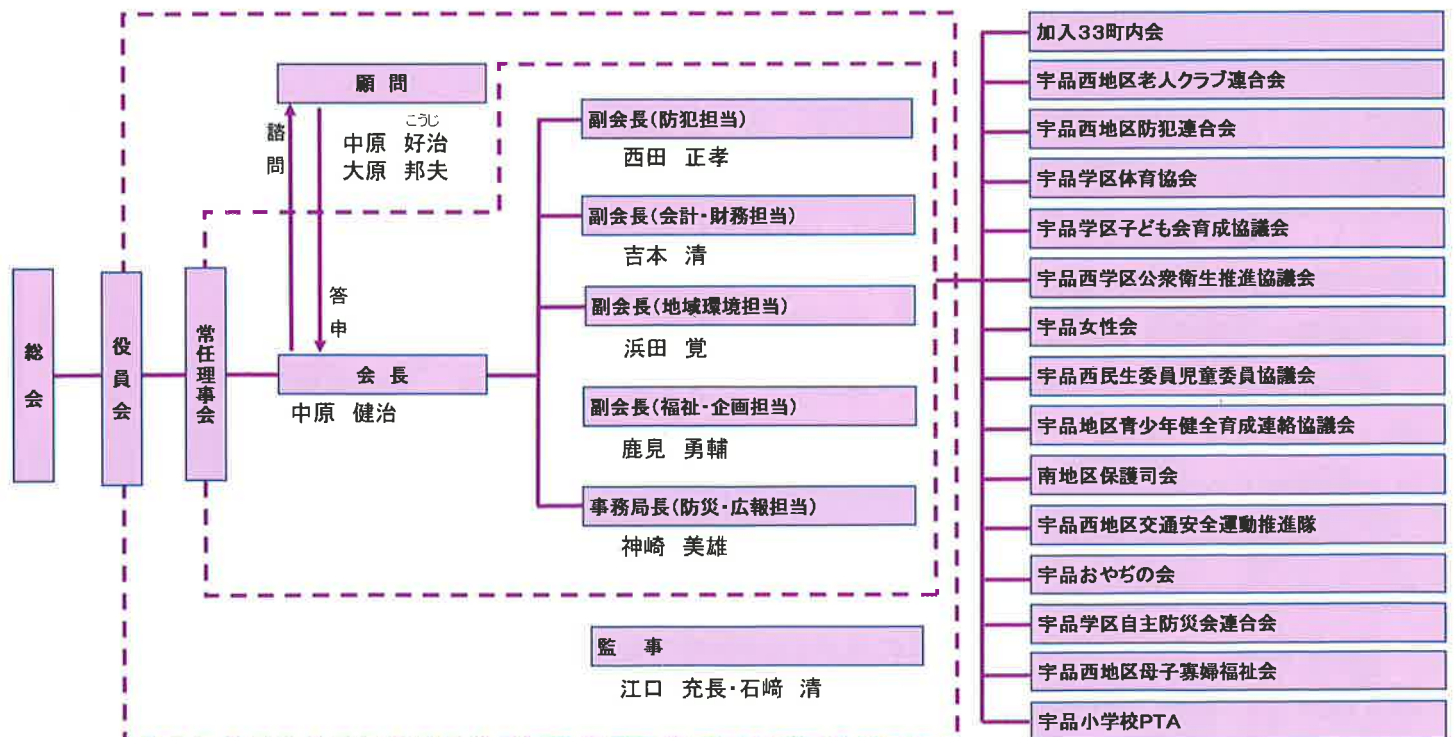 総会
役員会
常任理事会
顧問
こうじ
中原 好治
大原 邦夫
諮問
答申
会長
中原 健治
副会長(防犯担当)
西田 正孝
副会長(会計・財務担当)
吉本 清
副会長(地域環境担当)
浜田 覚
副会長(福祉・企画担当)
鹿見 勇輔
事務局長(防災・広報担当)
神崎 美雄
監 事
江口 充長・石﨑 清
加入33町内会
宇品西地区老人クラブ連合会
宇品西地区防犯連合会
宇品学区体育協会
宇品学区子ども会育成協議会
宇品西学区公衆衛生推進協議会
宇品女性会
宇品西民生委員児童委員協議会
宇品地区青少年健全育成連絡協議会
南地区保護司会
宇品西地区交通安全運動推進隊
宇品おやぢの会
宇品学区自主防災会連合会
宇品西地区母子寡婦福祉会
宇品小学校PTA